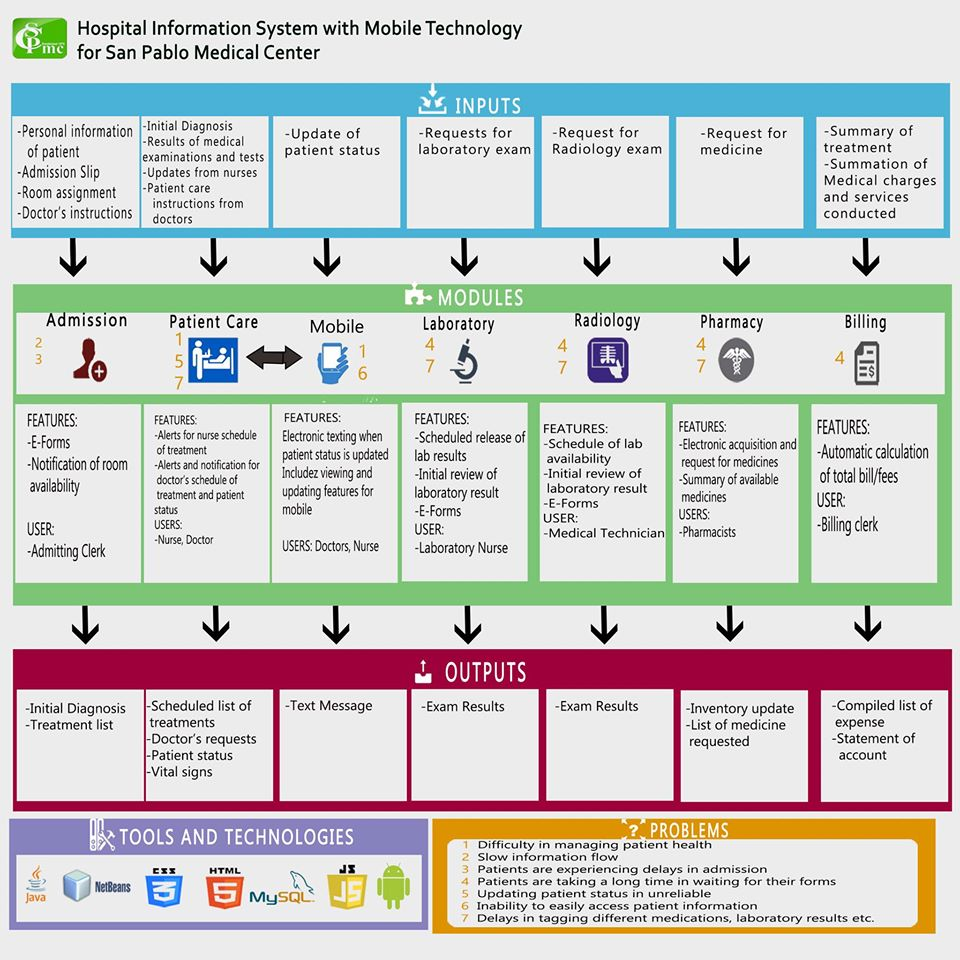 CSPmc
Hospital Information System with Mobile Technology
for San Pablo Medical Center
INPUTS
-Personal information
of patient
-Admission Slip
-Room assignment
-Doctor's instructions
-Initial Diagnosis
-Results of medical
examinations and tests
-Updates from nurses
-Patient care
instructions from
doctors
-Update of
patient status
-Requests for
laboratory exam
-Request for
Radiology exam
-Request for
medicine
-Summary of
treatment
-Summation of
Medical charges
and services
conducted
MODULES
Admission
2
3
Patient Care
1
5
7
Mobile
1
6
Laboratory
4
7
Radiology
4
7
Pharmacy
4
7
Billing
4
$
FEATURES:
-E-Forms
-Notification of room
availability
USER:
-Admitting Clerk
FEATURES:
-Alerts for nurse schedule
of treatment
-Alerts and notification for
doctor's schedule of
treatment and patient
status
USERS:
-Nurse, Doctor
FEATURES:
Electronic texting when
patient status is updated
Includez viewing and
updating features for
mobile
USERS: Doctors, Nurse
FEATURES:
-Scheduled release of
lab results
-Initial review of
laboratory result
-E-Forms
USER:
-Laboratory Nurse
FEATURES:
-Schedule of lab
availability
-Initial review of
laboratory result
-E-Forms
USER:
-Medical Technician
FEATURES:
-Electronic acquisition and
request for medicines
-Summary of available
medicines
USERS:
-Pharmacists
FEATURES:
-Automatic calculation
of total bill/fees
USER:
-Billing clerk
OUTPUTS
-Initial Diagnosis
-Treatment list
-Scheduled list of
treatments
-Doctor's requests
-Patient status
-Vital signs
-Text Message
-Exam Results
-Exam Results
-Inventory update
-List of medicine
requested
-Compiled list of
expense
-Statement of
account
TOOLS AND TECHNOLOGIES
Java
NetBeans
CSS
3
HTML
5
MySQL
JS
JS
? PROBLEMS
1 Difficulty in managing patient health
2 Slow information flow
3 Patients are experiencing delays in admission
4 Patients are taking a long time in waiting for their forms
5 Updating patient status in unreliable
6 Inability to easily access patient information
7 Delays in tagging different medications, laboratory results etc.